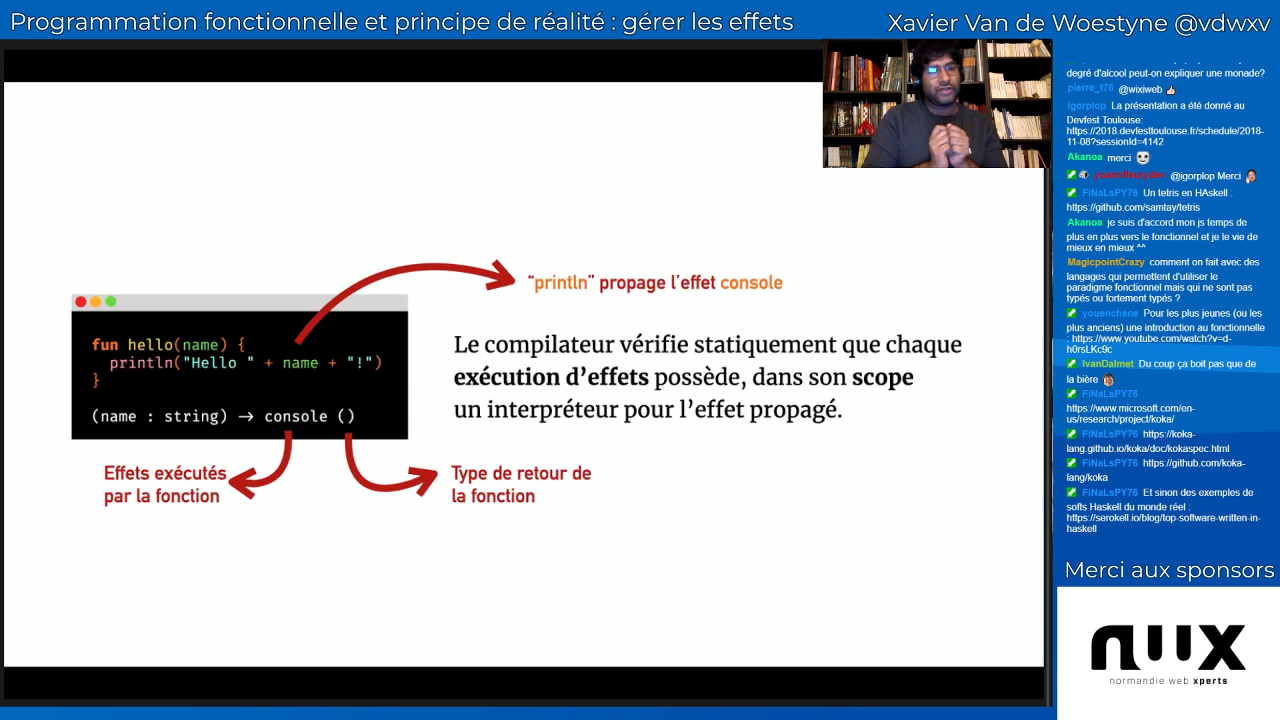 Programmation fonctionnelle et principe de réalité : gérer les effets
Xavier Van de Woestyne @vdwxv
"println" propage l'effet console
fun hello(name) {
println("Hello " + name + "!")
}
(name : string) → console ()
Le compilateur vérifie statiquement que chaque
exécution d'effets possède, dans son scope
un interpréteur pour l'effet propagé.
Effets exécutés
par la fonction
Type de retour de
la fonction
degré d'alcool peut-on expliquer une monade?
pierre_t76 @wixiweb
igorplop La présentation a été donné au
Devfest Toulouse:
https://2018.devfesttoulouse.fr/schedule/2018-
11-08?sessionId=4142
Akanoa merci
@igorplop Merci
FiNaLsPY76 Un tetris en HAskell :
https://github.com/samtay/tetris
Akanoa je suis d'accord mon js temps de
plus en plus vers le fonctionnel et je le vie de
mieux en mieux ^^
MagicpointCrazy comment on fait avec des
langages qui permettent d'utiliser le
paradigme fonctionnel mais qui ne sont pas
typés ou fortement typés ?
youenchene Pour les plus jeunes (ou les
plus anciens) une introduction au fonctionnelle
: https://www.youtube.com/watch?v=d-
h0rsLKc9c
IvanDalmet Du coup ça boit pas que de
la bière
FiNaLsPY76
https://www.microsoft.com/en-
us/research/project/koka/
FiNaLsPY76 https://koka-
lang.github.io/koka/doc/kokaspec.html
FiNaLsPY76 https://github.com/koka-
lang/koka
FiNaLsPY76 Et sinon des exemples de
softs Haskell du monde réel :
https://serokell.io/blog/top-software-written-in-
haskell
Merci aux sponsors
nwx
normandie web xperts